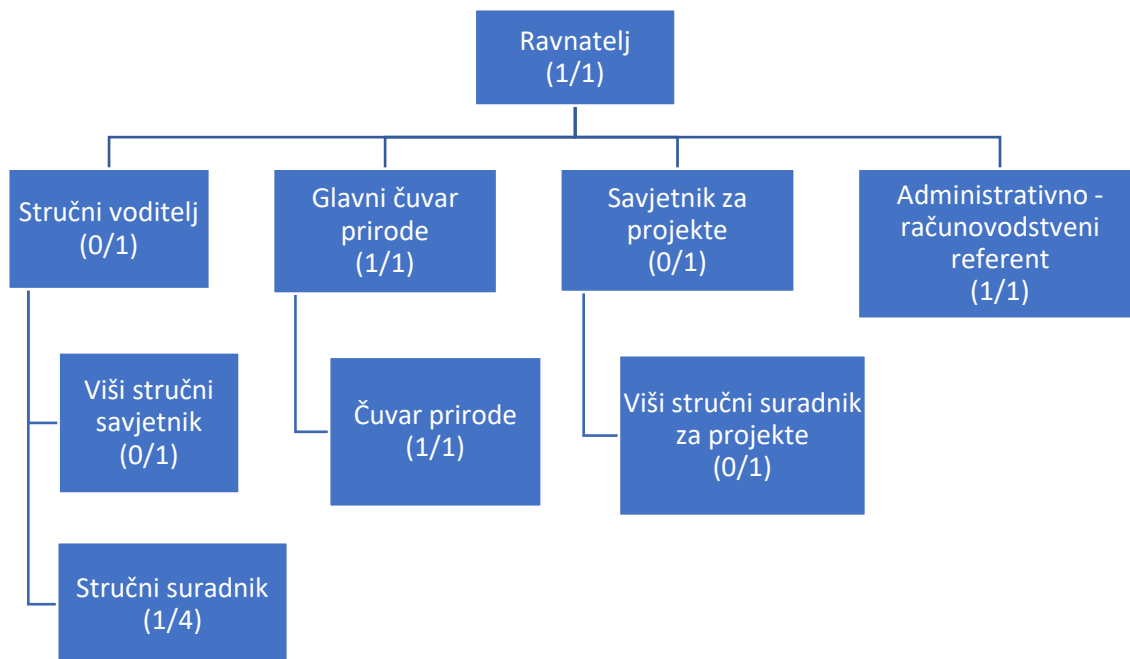 Ravnatelj
(1/1)
Stručni voditelj
(0/1)
Glavni čuvar
prirode
(1/1)
Savjetnik za
projekte
(0/1)
Administrativno -
računovodstveni
referent
(1/1)
Viši stručni
savjetnik
(0/1)
Čuvar prirode
(1/1)
Viši stručni suradnik
za projekte
(0/1)
Stručni suradnik
(1/4)